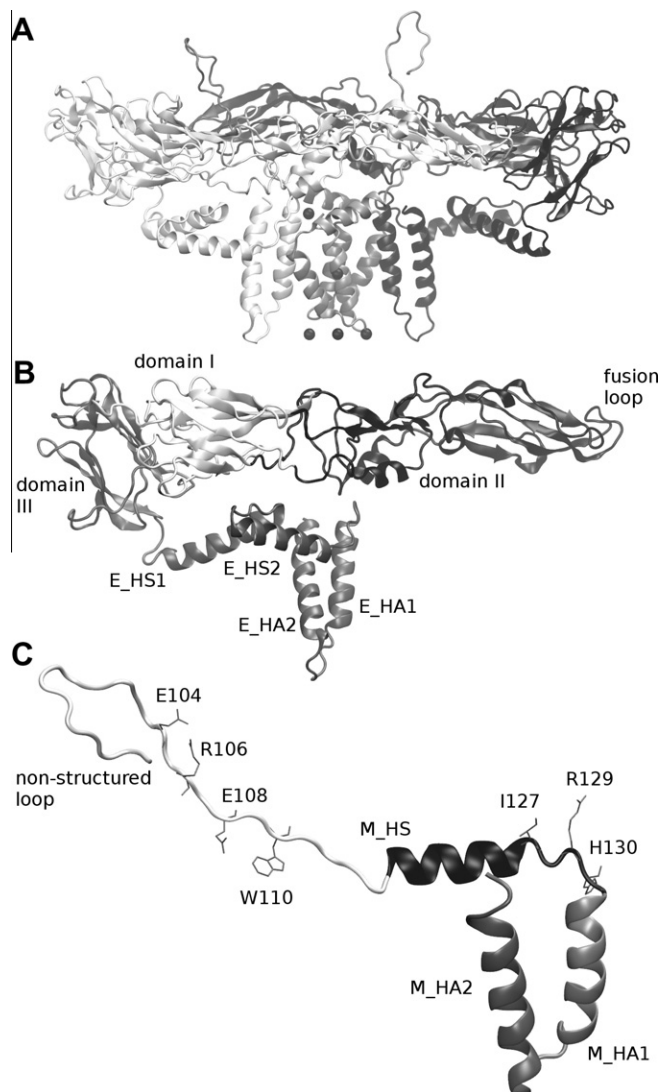 A
B
domain I
fusion
loop
domain
III
domain II
E_HS1
E_HS2
E_HA2
E_HA1
C
E104
R106
non-structured
loop
E108
W110
M_HS
I127
R129
H130
M_HA2
M_HA1